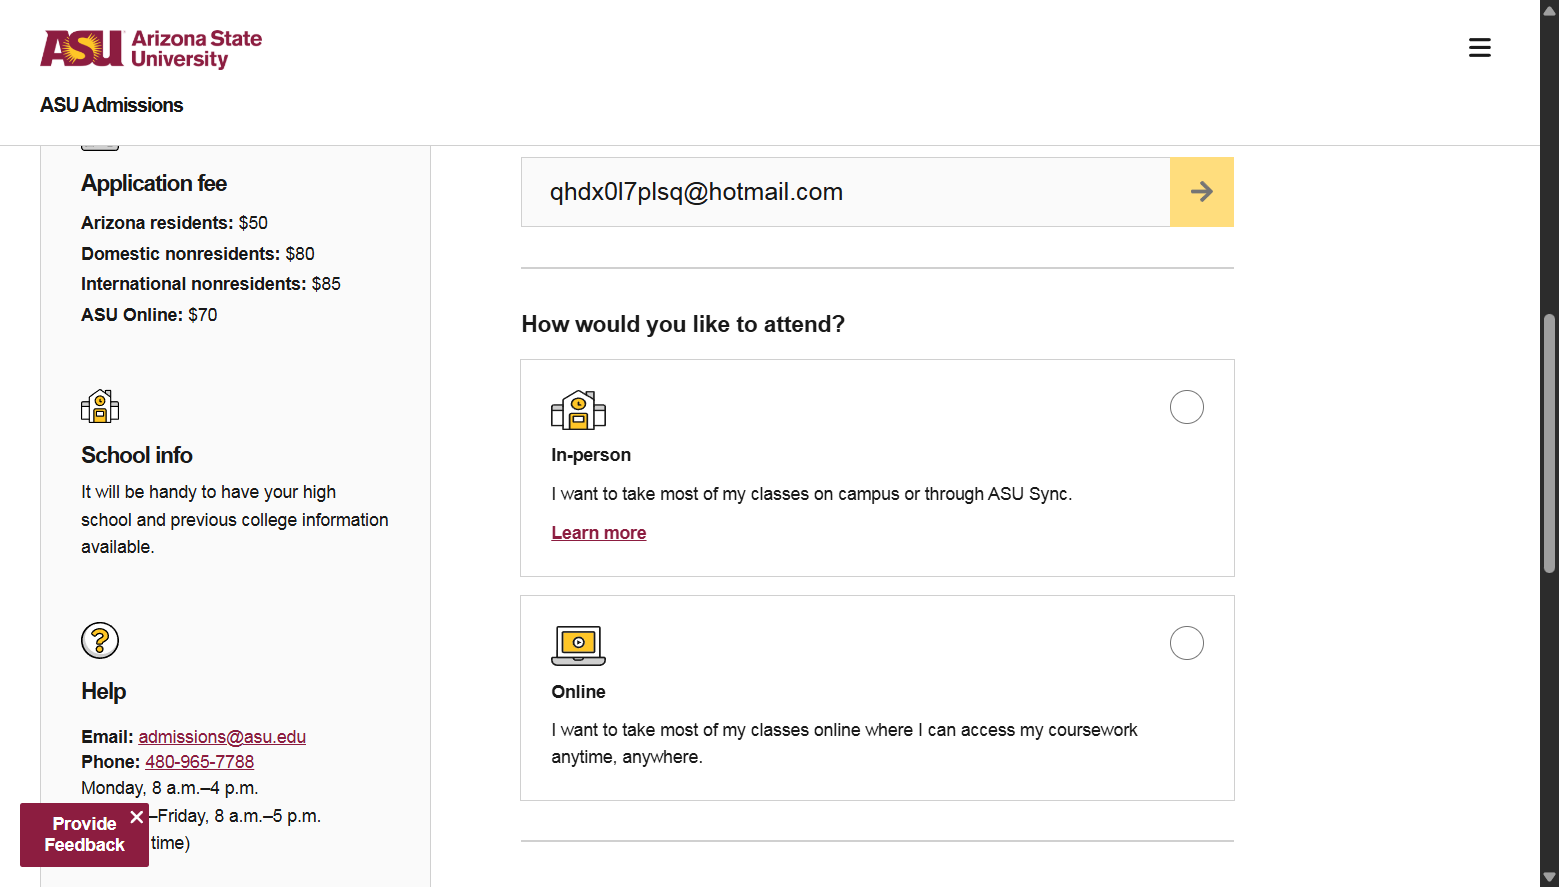 ASU Arizona State
University
ASU Admissions
Application fee
Arizona residents: $50
Domestic nonresidents: $80
International nonresidents: $85
ASU Online: $70
School info
It will be handy to have your high
school and previous college information
available.
Help
Email: admissions@asu.edu
Phone: 480-965-7788
Monday, 8 a.m.–4 p.m.
–Friday, 8 a.m.–5 p.m.
time)
Provide
Feedback
qhdx0l7plsq@hotmail.com
How would you like to attend?
In-person
I want to take most of my classes on campus or through ASU Sync.
Learn more
Online
I want to take most of my classes online where I can access my coursework
anytime, anywhere.